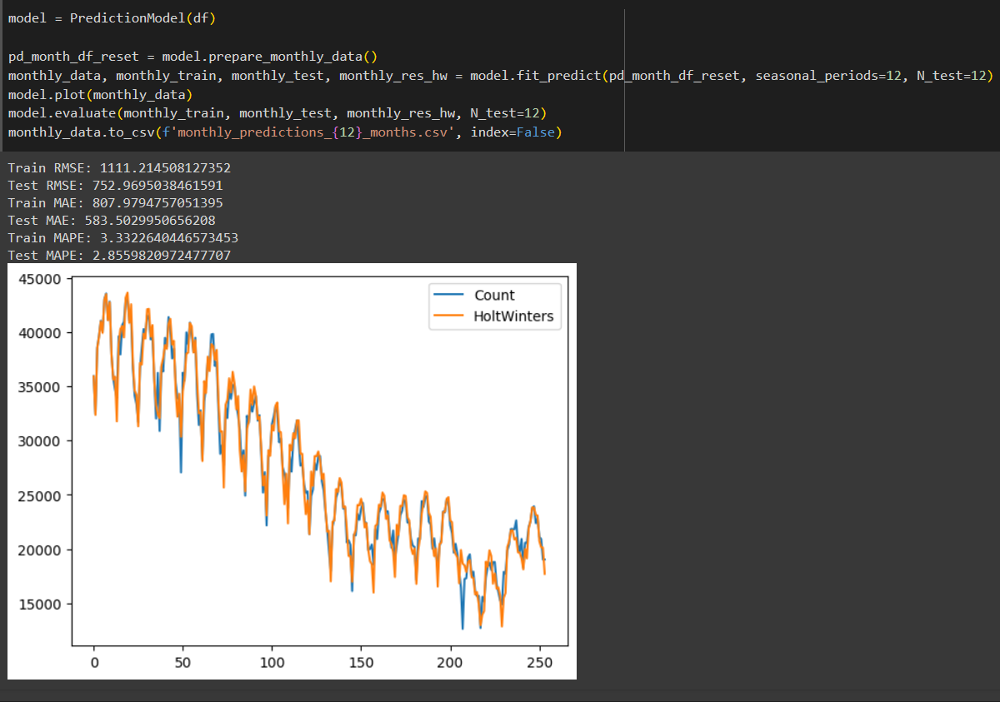 model = PredictionModel(df)
pd_month_df_reset = model.prepare_monthly_data()
monthly_data, monthly_train, monthly_test, monthly_res_hw = model.fit_predict(pd_month_df_reset, seasonal_periods=12, N_test=12)
model.plot(monthly_data)
model.evaluate(monthly_train, monthly_test, monthly_res_hw, N_test=12)
monthly_data.to_csv(f'monthly_predictions_{12}_months.csv', index=False)
Train RMSE: 1111.214508127352
Test RMSE: 752.9695038461591
Train MAE: 807.9794757051395
Test MAE: 583.5029950656208
Train MAPE: 3.3322640446573453
Test MAPE: 2.8559820972477707
45000
40000
35000
30000
25000
20000
15000
Count
HoltWinters
0 50 100 150 200 250